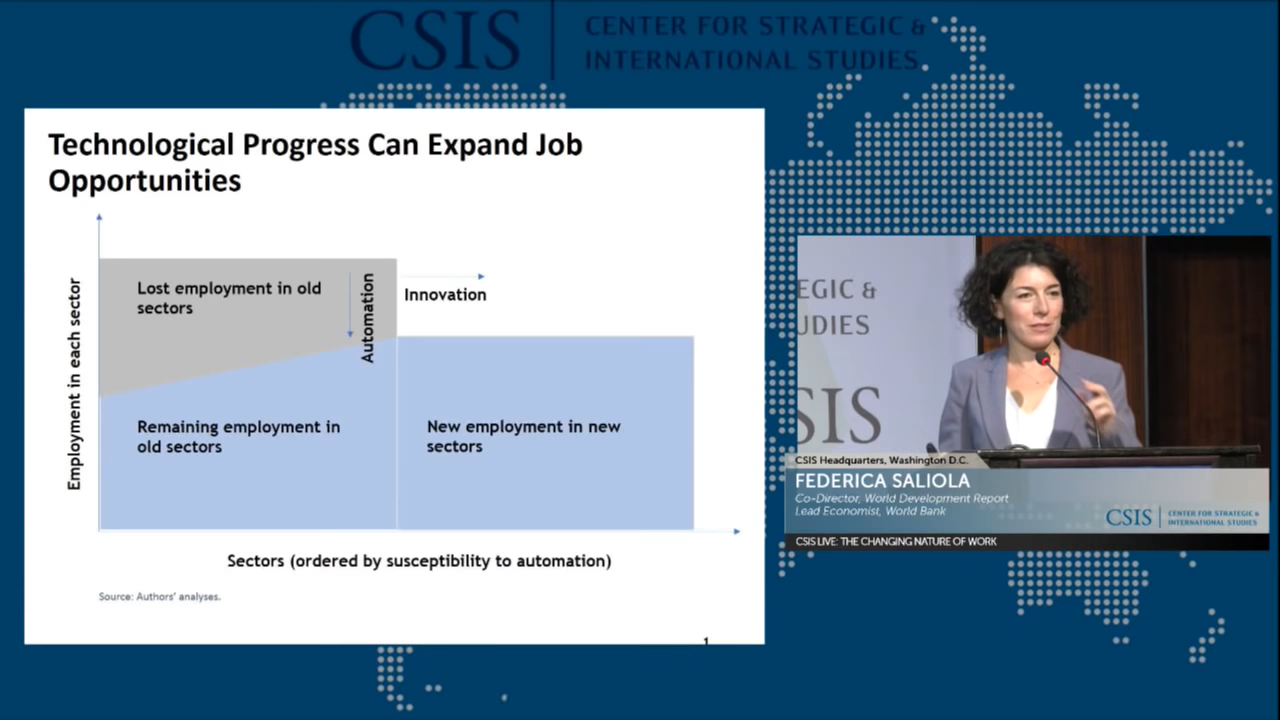 CSIS
CENTER FOR STRATEGIC &
INTERNATIONAL STUDIES
Technological Progress Can Expand Job
Opportunities
Employment in each sector
Lost employment in old
sectors
Automation
Innovation
Remaining employment in
old sectors
New employment in new
sectors
Sectors (ordered by susceptibility to automation)
Source: Authors' analyses.
1
EGIC &
UDIES
SIS
CSIS Headquarters, Washington D.C.
FEDERICA SALIOLA
Co-Director, World Development Report
Lead Economist, World Bank
CSIS
CENTER FOR STRATEGIC &
INTERNATIONAL STUDIES
CSIS LIVE: THE CHANGING NATURE OF WORK